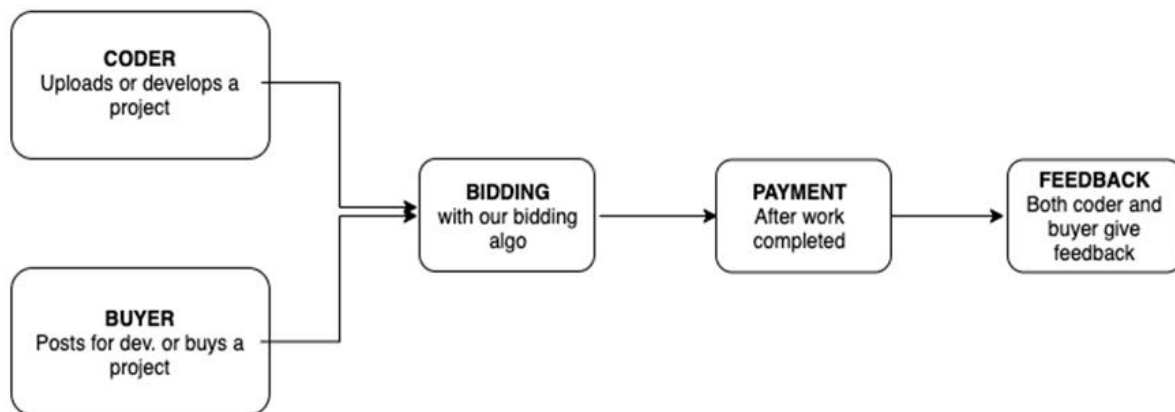 CODER
Uploads or develops a
project
BUYER
Posts for dev. or buys a
project
BIDDING
with our bidding
algo
PAYMENT
After work
completed
FEEDBACK
Both coder and
buyer give
feedback